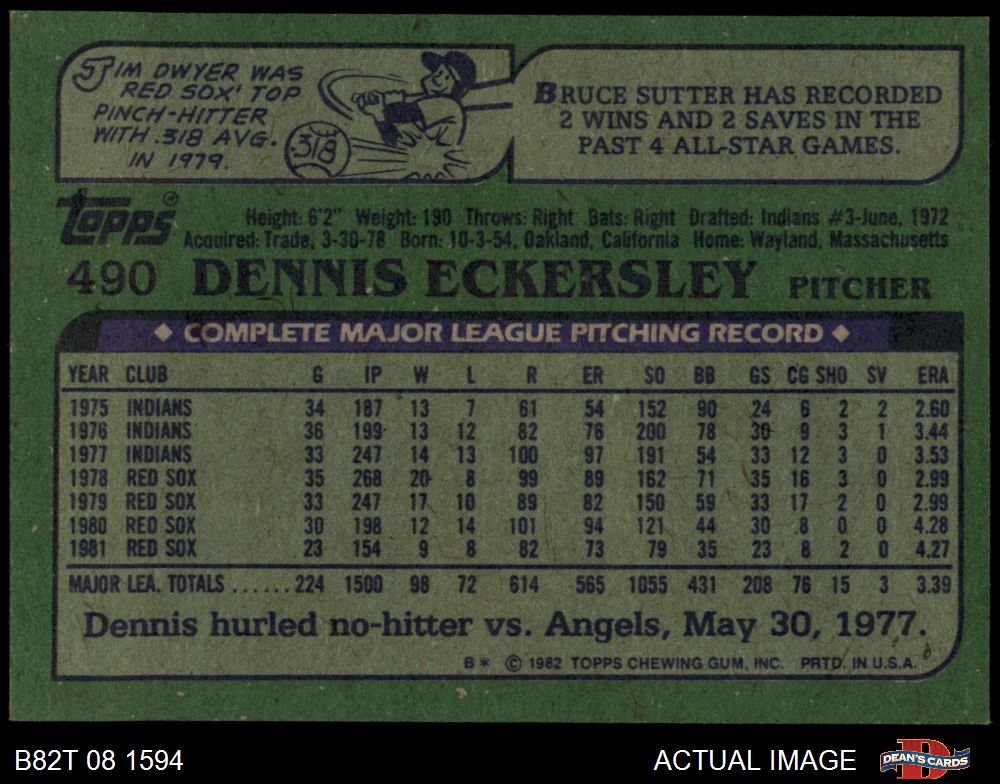 JIM DWYER WAS
RED SOX' TOP
PINCH-HITTER
WITH .318 AVG.
IN 1979.
318
BRUCE SUTTER HAS RECORDED
2 WINS AND 2 SAVES IN THE
PAST 4 ALL-STAR GAMES.
topps®
Height: 6'2" Weight: 190 Throws: Right Bats: Right Drafted: Indians #3-June, 1972
Acquired: Trade, 3-30-78 Born: 10-3-54, Oakland, California Home: Wayland, Massachusetts
490 DENNIS ECKERSLEY PITCHER
◆ COMPLETE MAJOR LEAGUE PITCHING RECORD ◆
YEAR CLUB G IP W L R ER SO BB GS CG SHO SV ERA
1975 INDIANS 34 187 13 7 61 54 152 90 24 6 2 2 2.60
1976 INDIANS 36 199 13 12 82 76 200 78 30 9 3 1 3.44
1977 INDIANS 33 247 14 13 100 97 191 54 33 12 3 0 3.53
1978 RED SOX 35 268 20 8 99 89 162 71 35 16 3 0 2.99
1979 RED SOX 33 247 17 10 89 82 150 59 33 17 2 0 2.99
1980 RED SOX 30 198 12 14 101 94 121 44 30 8 0 0 4.28
1981 RED SOX 23 154 9 8 82 73 79 35 23 8 2 0 4.27
MAJOR LEA. TOTALS ......224 1500 98 72 614 565 1055 431 208 76 15 3 3.39
Dennis hurled no-hitter vs. Angels, May 30, 1977.
B* © 1982 TOPPS CHEWING GUM, INC. PRTD. IN U.S.A.
B82T 08 1594 ACTUAL IMAGE DEAN'S CARDS